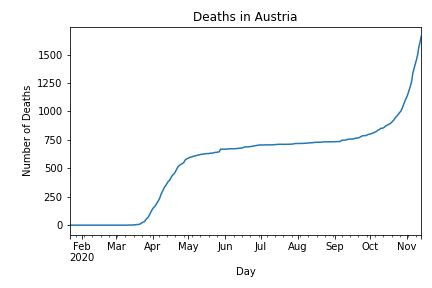 Deaths in Austria
Number of Deaths
1500
1250
1000
750
500
250
0
Feb Mar Apr May Jun Jul Aug Sep Oct Nov
2020
Day